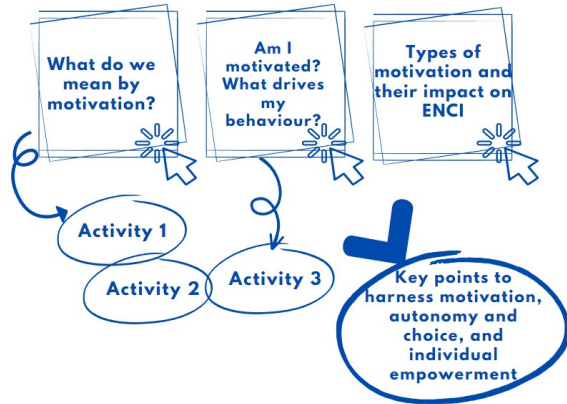 What do we
mean by
motivation?
Am I
motivated?
What drives
my
behaviour?
Types of
motivation and
their impact on
ENCI
Activity 1
Activity 2
Activity 3
Key points to
harness motivation,
autonomy and
choice, and
individual
empowerment